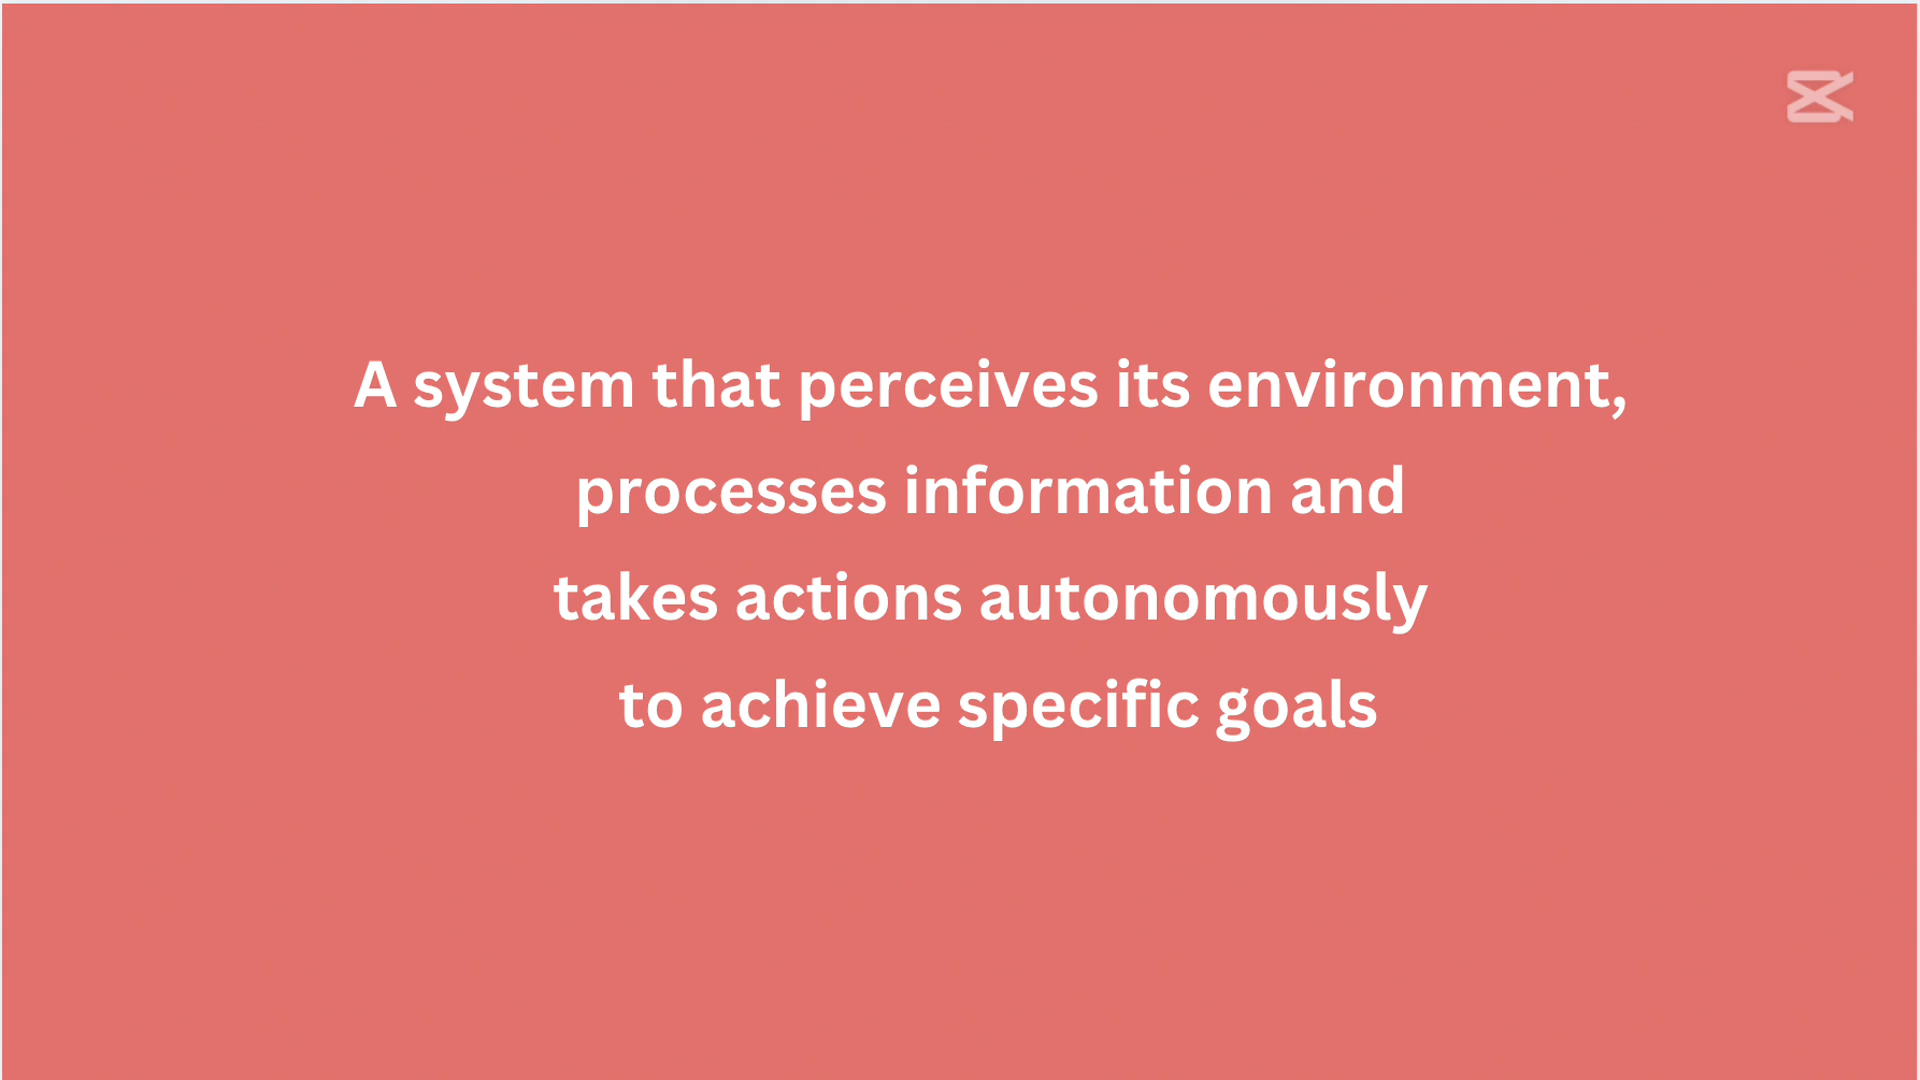 A system that perceives its environment,
processes information and
takes actions autonomously
to achieve specific goals